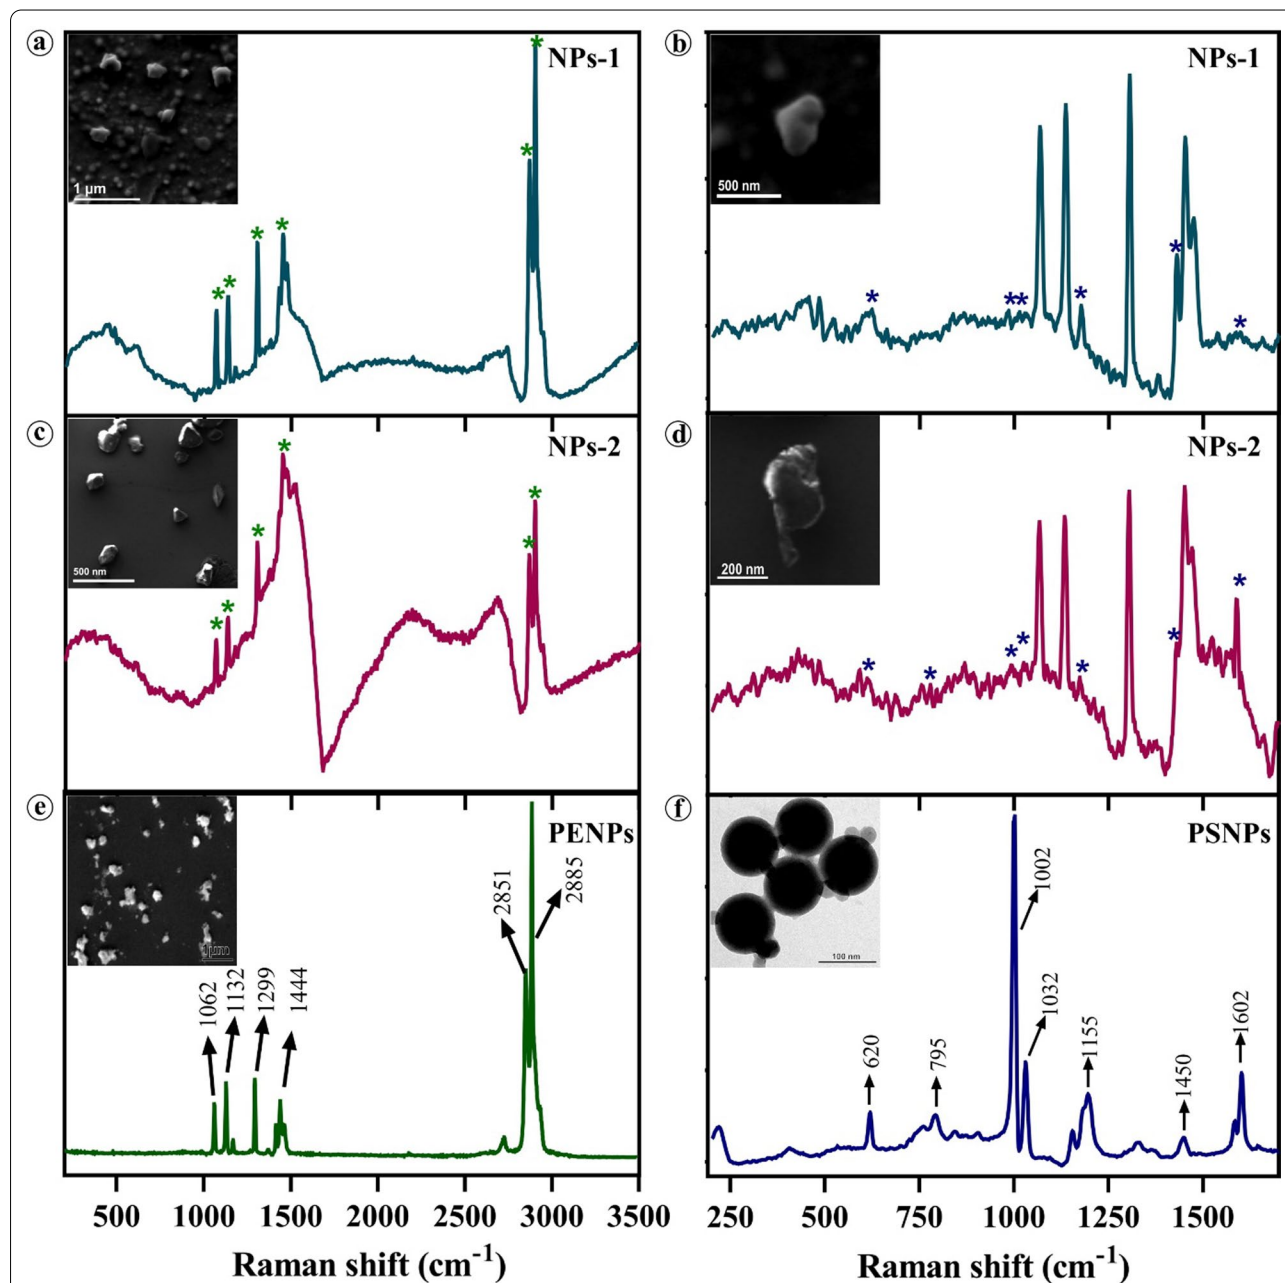 a
NPs-1
1 μm
*
*
*
*
*
*
b
NPs-1
500 nm
*
**
*
*
*
c
NPs-2
500 nm
*
*
*
*
*
*
d
NPs-2
200 nm
*
*
*
*
*
*
*
e
PENPs
1μm
1062
1132
1299
1444
2851
2885
f
PSNPs
100 nm
620
795
1002
1032
1155
1450
1602
500 1000 1500 2000 2500 3000 3500
Raman shift (cm⁻¹)
250 500 750 1000 1250 1500
Raman shift (cm⁻¹)